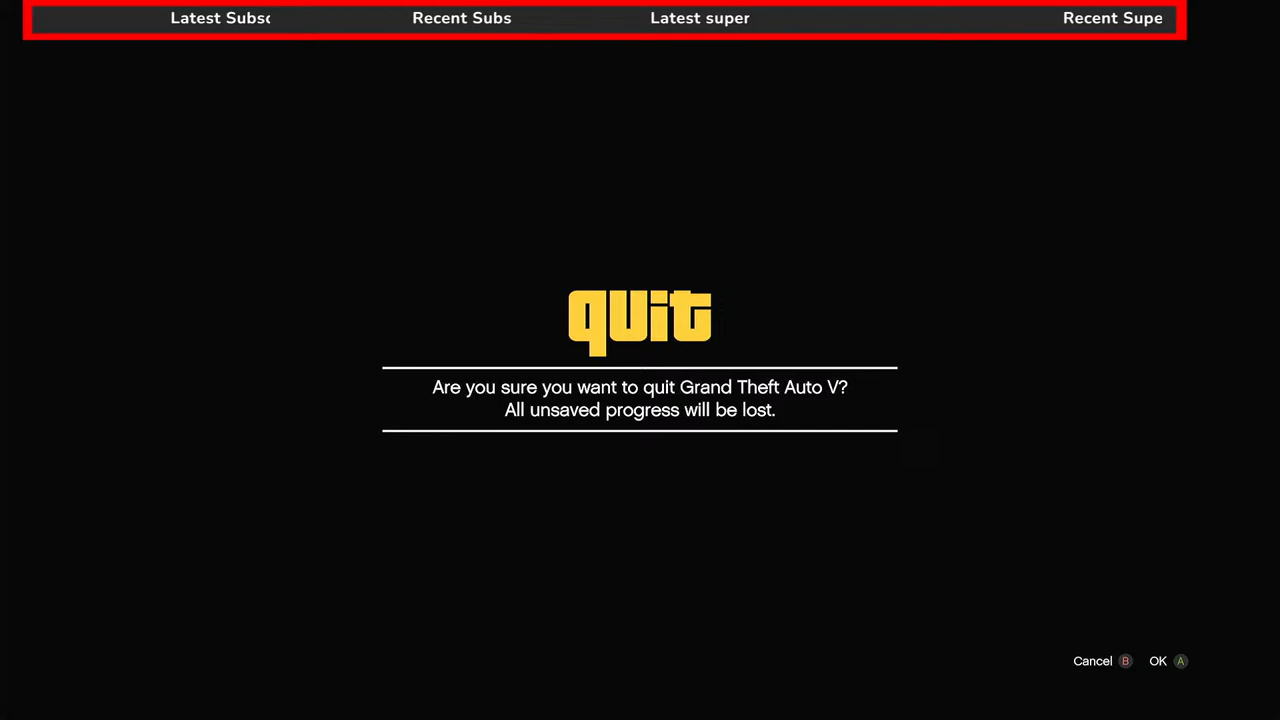 Latest Subsc
Recent Subs
Latest super
Recent Supe
quit
Are you sure you want to quit Grand Theft Auto V?
All unsaved progress will be lost.
Cancel B OK A